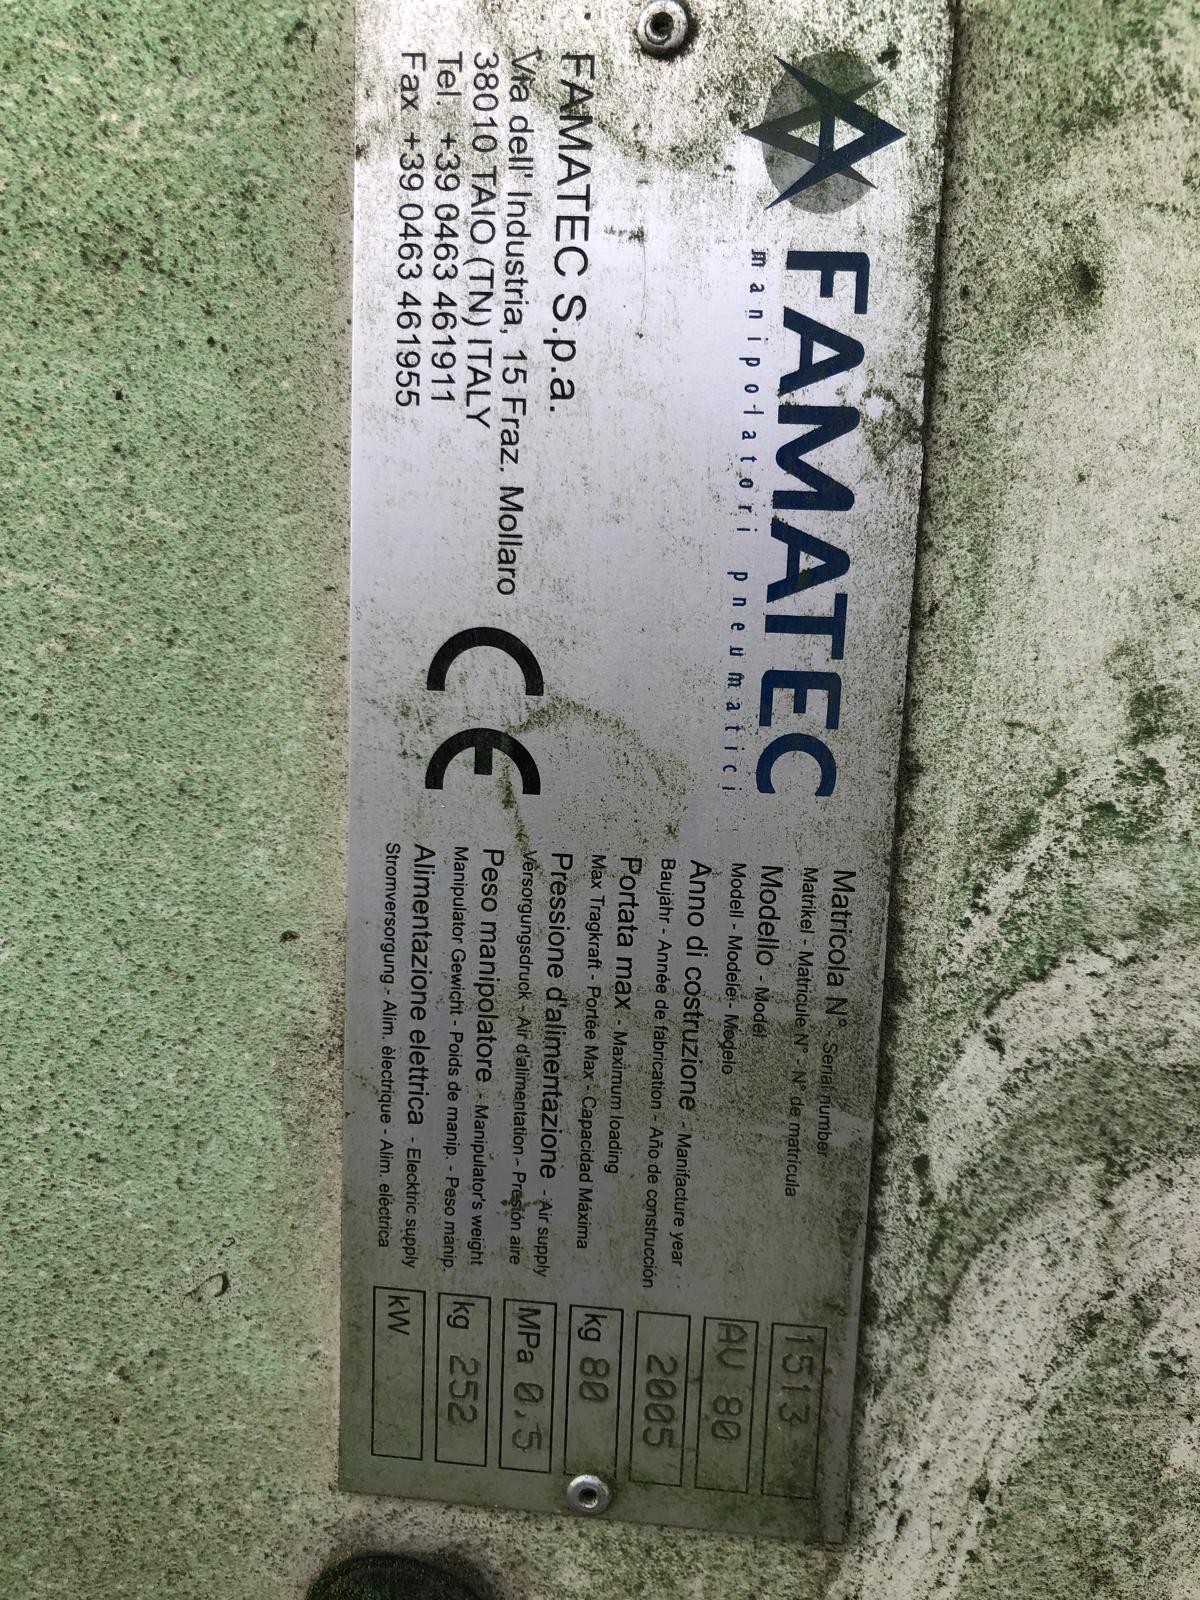 FAMATEC
manipolatori pneumatici
FAMATEC S.p.a.
Via dell' Industria, 15 Fraz. Mollaro
38010 TAIO (TN) ITALY
Tel. +39 0463 461911
Fax +39 0463 461955
CE
Matricola N° - Serial number 1513
Matrikel - Matricule N° - N° de matrícula
Modello - Model AV 80
Modell - Modele - Modelo
Anno di costruzione - Manifacture year 2005
Baujahr - Année de fabrication - Año de construcción
Portata max - Maximum loading kg 80
Max Tragkraft - Portée Max - Capacidad Máxima
Pressione d'alimentazione - Air supply MPa 0.5
Versorgungsdruck - Air d'alimentation - Presión aire
Peso manipolatore - Manipulator's weight kg 252
Manipulator Gewicht - Poids de manip. - Peso manip.
Alimentazione elettrica - Elecktric supply kW
Stromversorgung - Alim. èlectrique - Alim. eléctrica